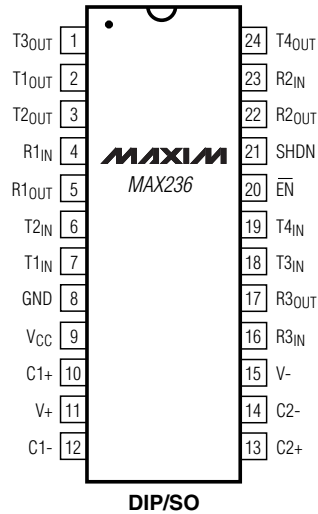 T3OUT 1 24 T4OUT
T1OUT 2 23 R2IN
T2OUT 3 22 R2OUT
R1IN 4 MAXIM 21 SHDN
R1OUT 5 MAX236 20 E̅N̅
T2IN 6 19 T4IN
T1IN 7 18 T3IN
GND 8 17 R3OUT
VCC 9 16 R3IN
C1+ 10 15 V-
V+ 11 14 C2-
C1- 12 13 C2+
DIP/SO